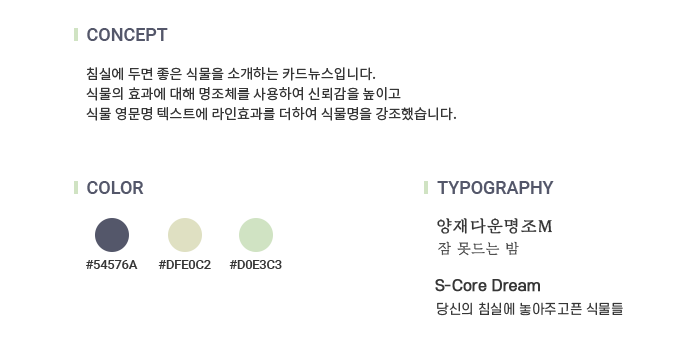 CONCEPT
침실에 두면 좋은 식물을 소개하는 카드뉴스입니다.
식물의 효과에 대해 명조체를 사용하여 신뢰감을 높이고
식물 영문명 텍스트에 라인효과를 더하여 식물명을 강조했습니다.
COLOR
#54576A
#DFE0C2
#D0E3C3
TYPOGRAPHY
양재다운명조M
잠 못드는 밤
S-Core Dream
당신의 침실에 놓아주고픈 식물들